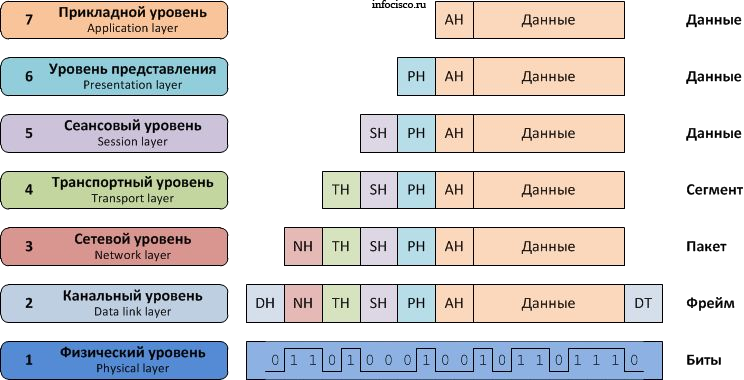 infocisco.ru
7 Прикладной уровень AH Данные Данные
Application layer
6 Уровень представления PH AH Данные Данные
Presentation layer
5 Сеансовый уровень SH PH AH Данные Данные
Session layer
4 Транспортный уровень TH SH PH AH Данные Сегмент
Transport layer
3 Сетевой уровень NH TH SH PH AH Данные Пакет
Network layer
2 Канальный уровень DH NH TH SH PH AH Данные DT Фрейм
Data link layer
1 Физический уровень 0 1 1 0 1 0 0 0 1 0 0 1 0 1 1 0 1 1 1 0 Биты
Physical layer